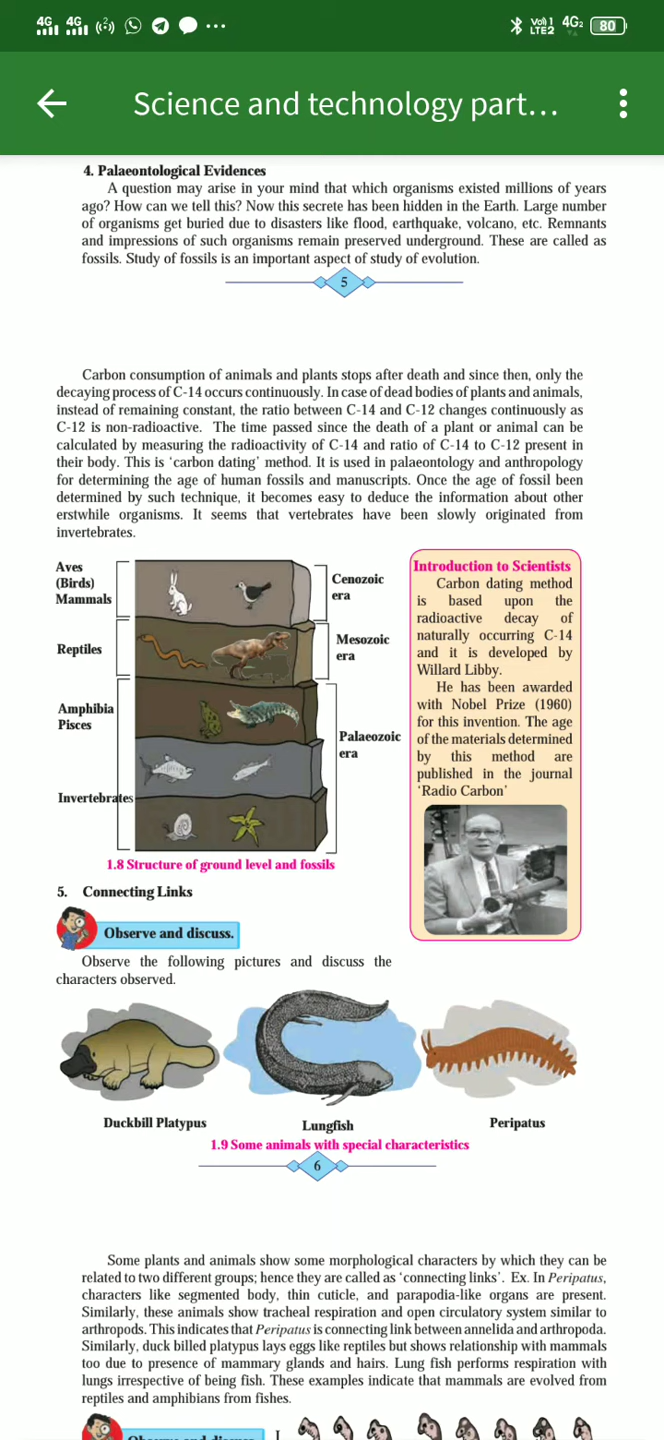 4G 4G
Vol) 1
LTE2
4G2
80
Science and technology part...
4. Palaeontological Evidences
A question may arise in your mind that which organisms existed millions of years
ago? How can we tell this? Now this secrete has been hidden in the Earth. Large number
of organisms get buried due to disasters like flood, earthquake, volcano, etc. Remnants
and impressions of such organisms remain preserved underground. These are called as
fossils. Study of fossils is an important aspect of study of evolution.
5
Carbon consumption of animals and plants stops after death and since then, only the
decaying process of C-14 occurs continuously. In case of dead bodies of plants and animals,
instead of remaining constant, the ratio between C-14 and C-12 changes continuously as
C-12 is non-radioactive. The time passed since the death of a plant or animal can be
calculated by measuring the radioactivity of C-14 and ratio of C-14 to C-12 present in
their body. This is ‘carbon dating’ method. It is used in palaeontology and anthropology
for determining the age of human fossils and manuscripts. Once the age of fossil been
determined by such technique, it becomes easy to deduce the information about other
erstwhile organisms. It seems that vertebrates have been slowly originated from
invertebrates.
Aves
(Birds)
Mammals
Reptiles
Amphibia
Pisces
Invertebrates
Cenozoic
era
Mesozoic
era
Palaeozoic
era
1.8 Structure of ground level and fossils
Introduction to Scientists
Carbon dating method
is based upon the
radioactive decay of
naturally occurring C-14
and it is developed by
Willard Libby.
He has been awarded
with Nobel Prize (1960)
for this invention. The age
of the materials determined
by this method are
published in the journal
‘Radio Carbon’
5. Connecting Links
Observe and discuss.
Observe the following pictures and discuss the
characters observed.
Duckbill Platypus
Lungfish
Peripatus
1.9 Some animals with special characteristics
6
Some plants and animals show some morphological characters by which they can be
related to two different groups; hence they are called as ‘connecting links’. Ex. In Peripatus,
characters like segmented body, thin cuticle, and parapodia-like organs are present.
Similarly, these animals show tracheal respiration and open circulatory system similar to
arthropods. This indicates that Peripatus is connecting link between annelida and arthropoda.
Similarly, duck billed platypus lays eggs like reptiles but shows relationship with mammals
too due to presence of mammary glands and hairs. Lung fish performs respiration with
lungs irrespective of being fish. These examples indicate that mammals are evolved from
reptiles and amphibians from fishes.